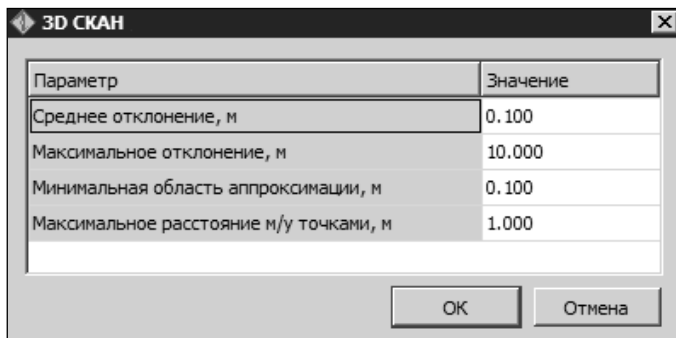 3D СКАН
Параметр Значение
Среднее отклонение, м 0.100
Максимальное отклонение, м 10.000
Минимальная область аппроксимации, м 0.100
Максимальное расстояние м/у точками, м 1.000
ОК Отмена